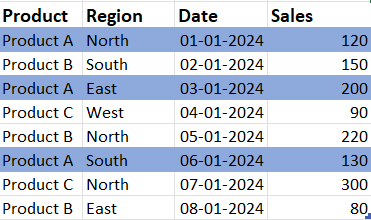 Product Region Date Sales
Product A North 01-01-2024 120
Product B South 02-01-2024 150
Product A East 03-01-2024 200
Product C West 04-01-2024 90
Product B North 05-01-2024 220
Product A South 06-01-2024 130
Product C North 07-01-2024 300
Product B East 08-01-2024 80